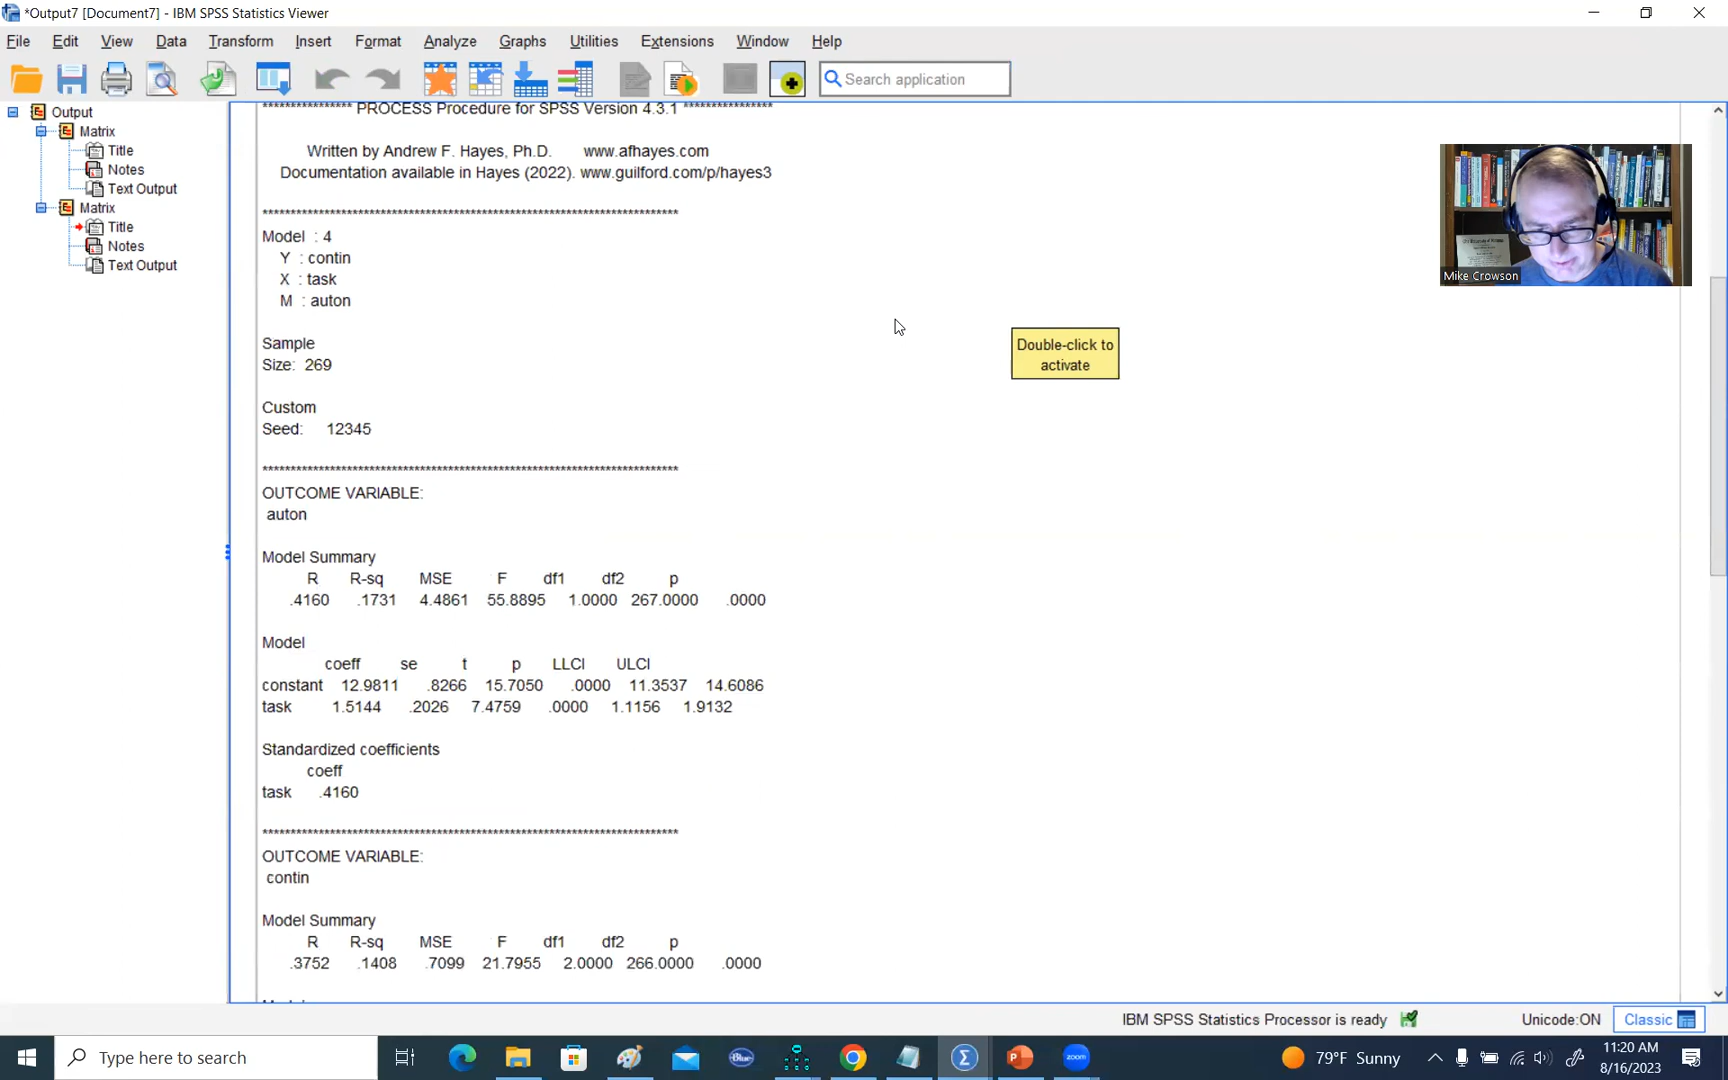 *Output7 [Document7] - IBM SPSS Statistics Viewer
File Edit View Data Transform Insert Format Analyze Graphs Utilities Extensions Window Help
Search application
Output
Matrix
Title
Notes
Text Output
Matrix
Title
Notes
Text Output
*************** PROCESS Procedure for SPSS Version 4.3.1 ***************
Written by Andrew F. Hayes, Ph.D. www.afhayes.com
Documentation available in Hayes (2022). www.guilford.com/p/hayes3
**********************************************************************
Model : 4
Y : contin
X : task
M : auton
Sample
Size: 269
Custom
Seed: 12345
**********************************************************************
OUTCOME VARIABLE:
auton
Model Summary
R R-sq MSE F df1 df2 p
.4160 .1731 4.4861 55.8895 1.0000 267.0000 .0000
Model
coeff se t p LLCI ULCI
constant 12.9811 .8266 15.7050 .0000 11.3537 14.6086
task 1.5144 .2026 7.4759 .0000 1.1156 1.9132
Standardized coefficients
coeff
task .4160
**********************************************************************
OUTCOME VARIABLE:
contin
Model Summary
R R-sq MSE F df1 df2 p
.3752 .1408 .7099 21.7955 2.0000 266.0000 .0000
Double-click to
activate
Mike Crowson
IBM SPSS Statistics Processor is ready
Unicode:ON
Classic
Type here to search
Blue
zoom
79°F Sunny
11:20 AM
8/16/2023